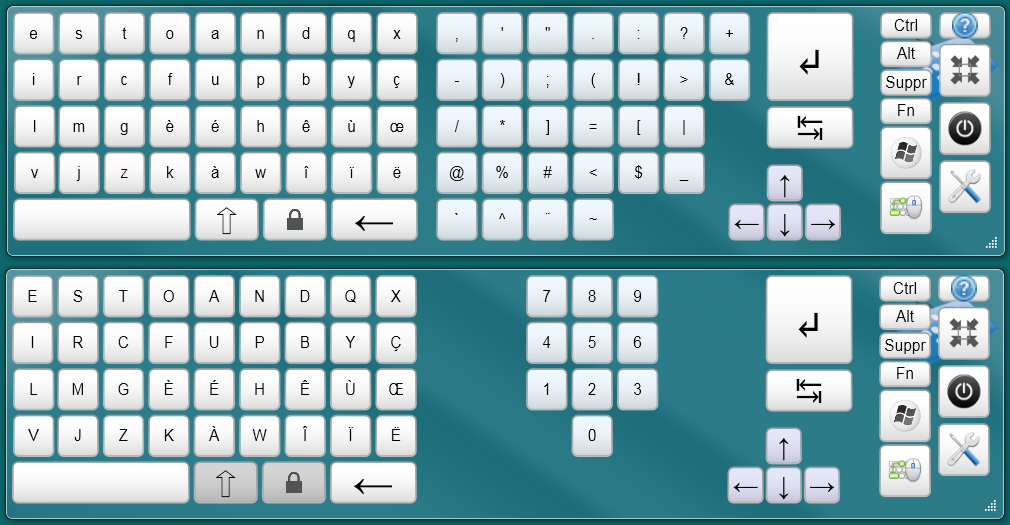 e s t o a n d q x , ' " . : ? + Ctrl ?
i r c f u p b y ç - ) ; ( ! > & Alt
Suppr
l m g è é h ê ù œ / * ] = [ | Fn
v j z k à w î ï ë @ % # < $ _
` ^ ¨ ~
E S T O A N D Q X 7 8 9 Ctrl ?
I R C F U P B Y Ç 4 5 6 Alt
Suppr
L M G È É H Ê Ù Œ 1 2 3 Fn
V J Z K À W Î Ï Ë 0